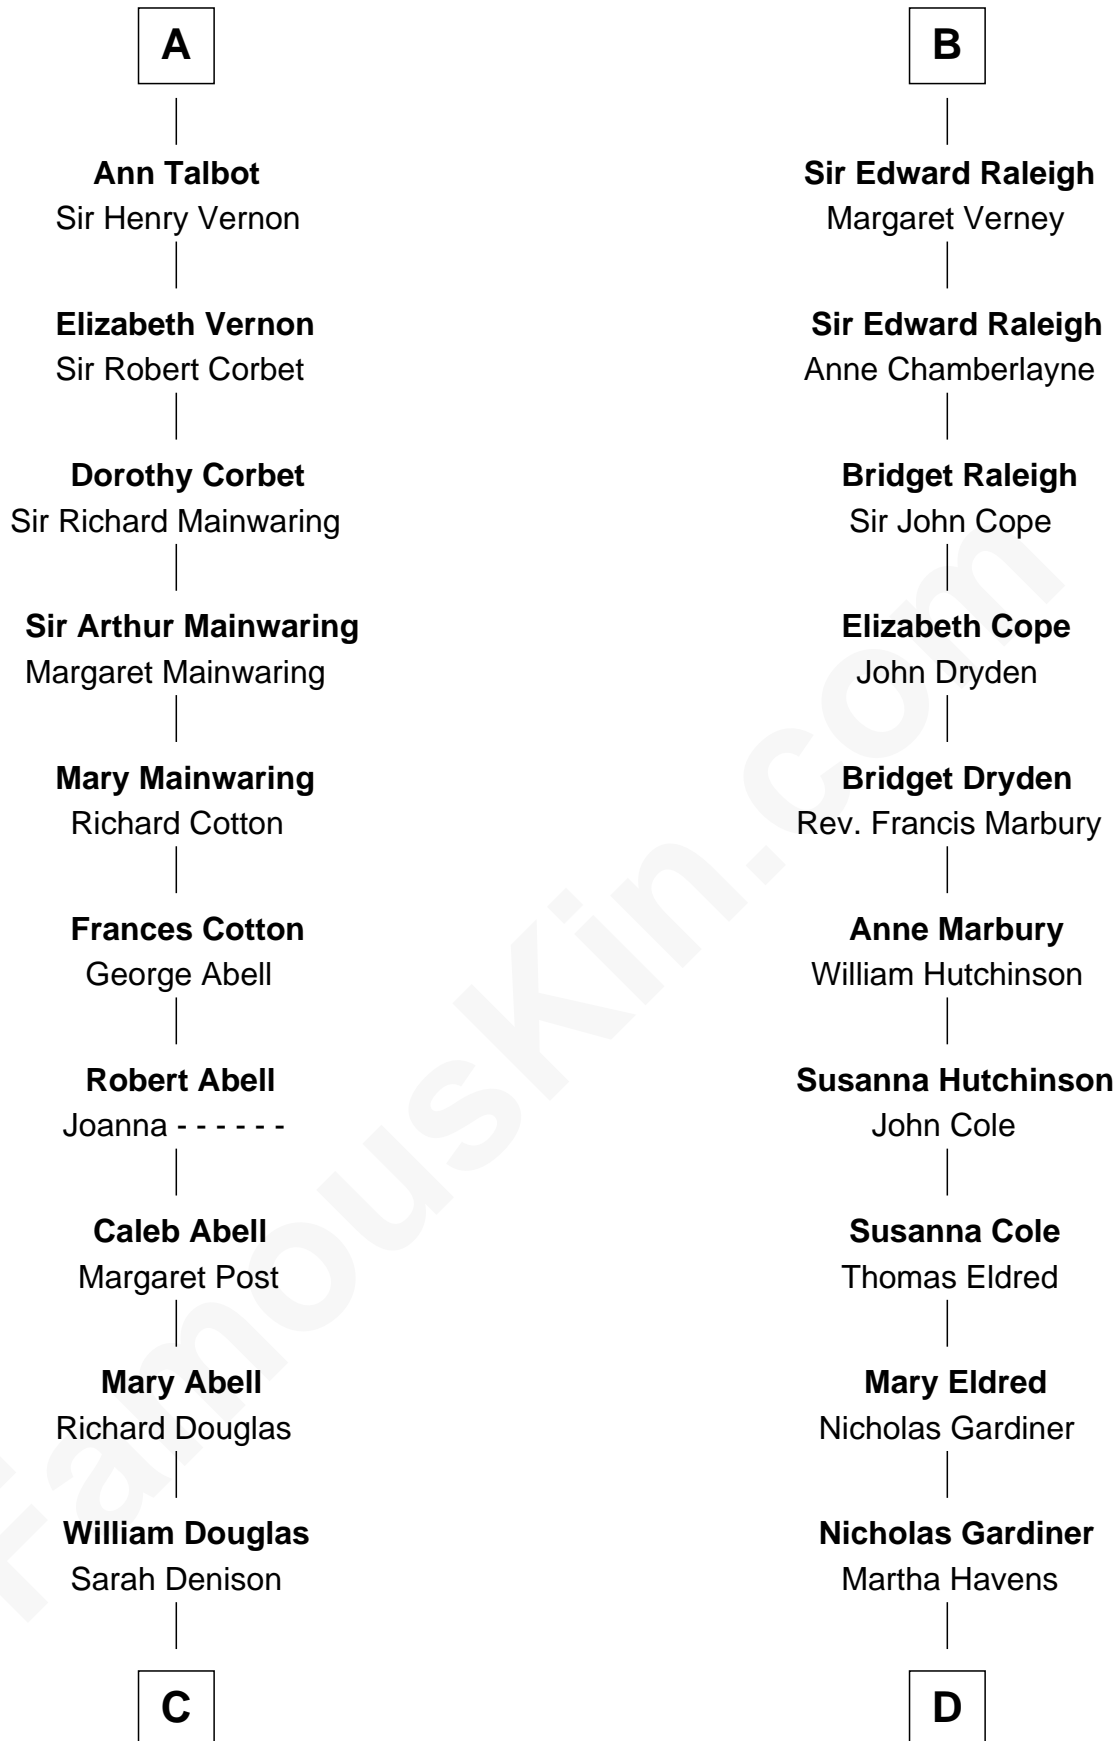 A
Ann Talbot
Sir Henry Vernon
Elizabeth Vernon
Sir Robert Corbet
Dorothy Corbet
Sir Richard Mainwaring
Sir Arthur Mainwaring
Margaret Mainwaring
Mary Mainwaring
Richard Cotton
Frances Cotton
George Abell
Robert Abell
Joanna - - - - - -
Caleb Abell
Margaret Post
Mary Abell
Richard Douglas
William Douglas
Sarah Denison
C
B
Sir Edward Raleigh
Margaret Verney
Sir Edward Raleigh
Anne Chamberlayne
Bridget Raleigh
Sir John Cope
Elizabeth Cope
John Dryden
Bridget Dryden
Rev. Francis Marbury
Anne Marbury
William Hutchinson
Susanna Hutchinson
John Cole
Susanna Cole
Thomas Eldred
Mary Eldred
Nicholas Gardiner
Nicholas Gardiner
Martha Havens
D
FamousKin.com